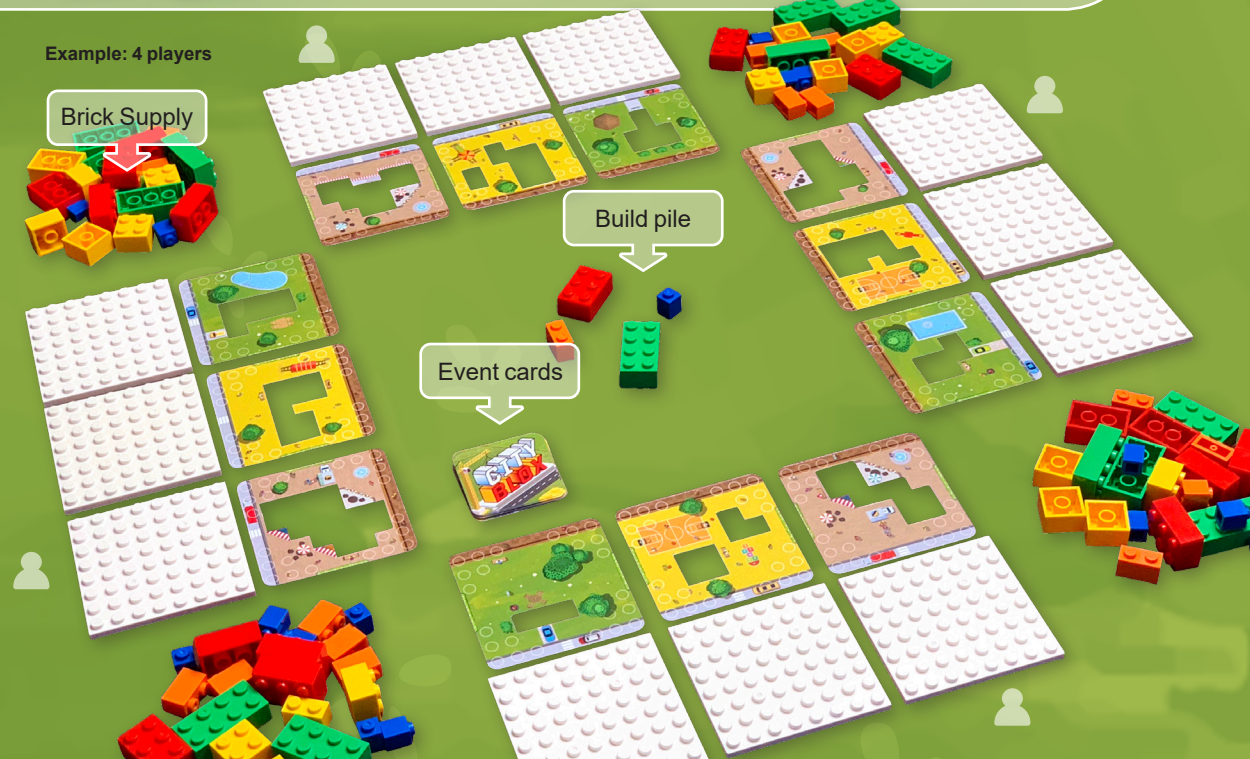 Example: 4 players
Brick Supply
Build pile
Event cards
CITY
BLOX